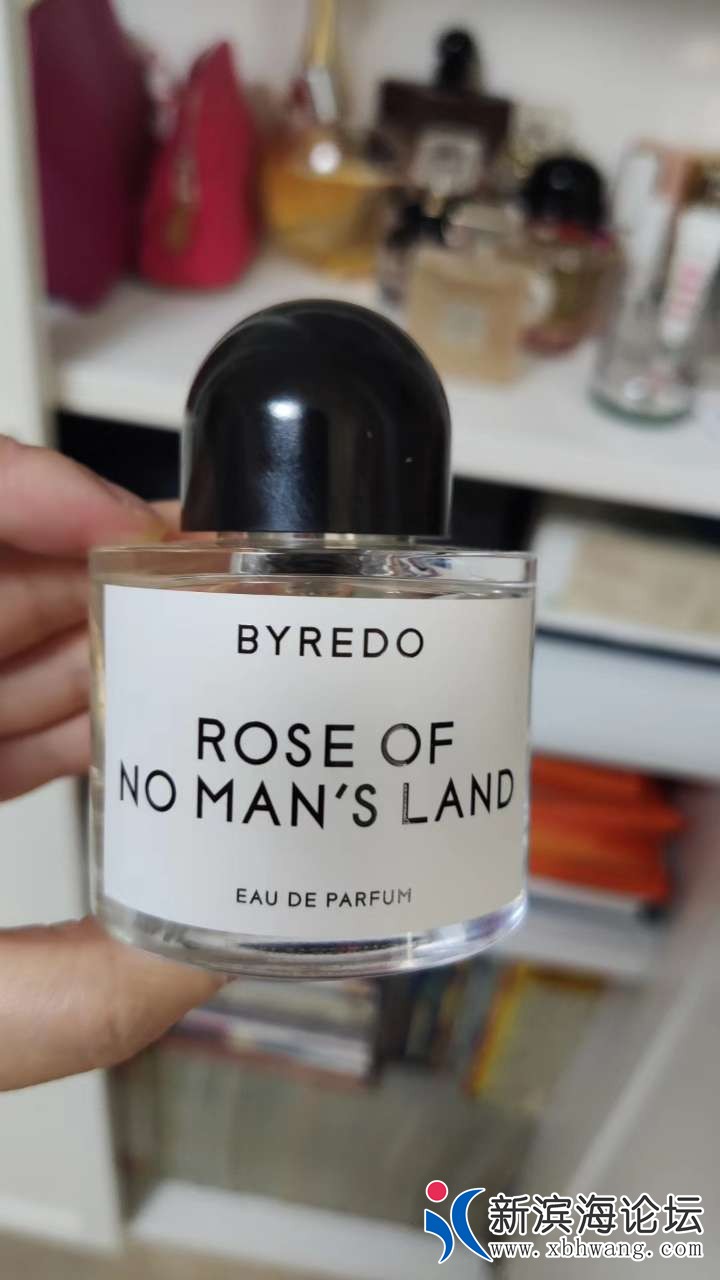 BYREDO
ROSE OF
NO MAN'S LAND
EAU DE PARFUM
新滨海论坛
www.xbhwang.com